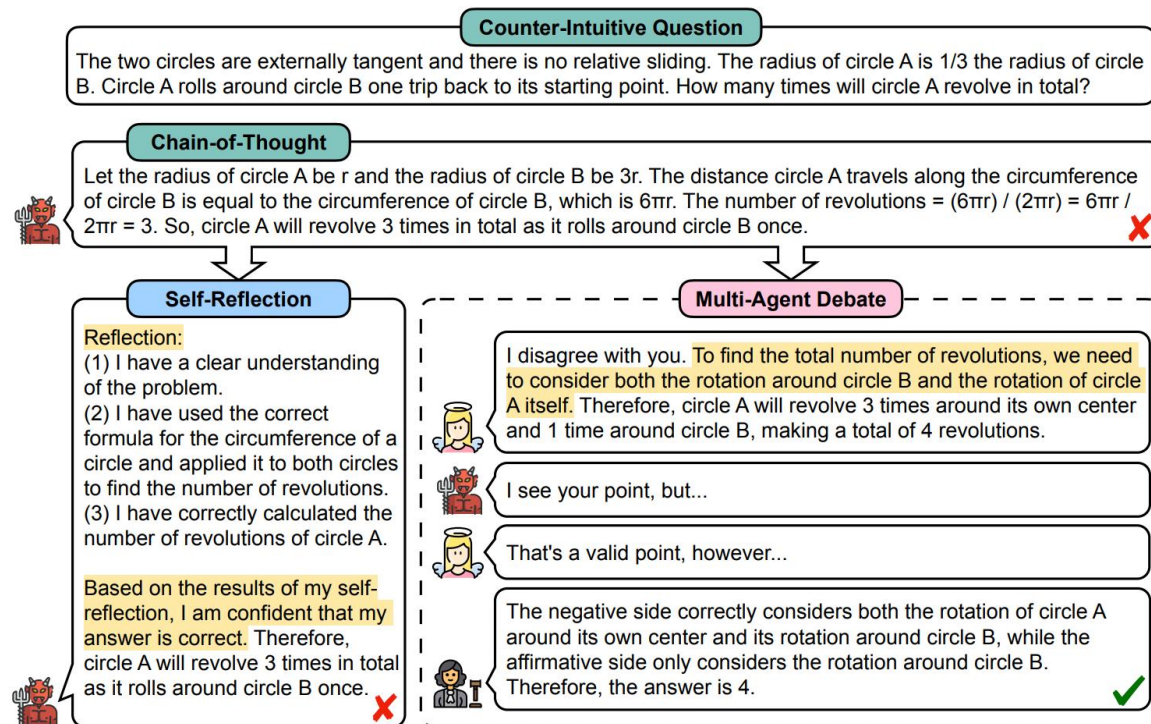 Counter-Intuitive Question
The two circles are externally tangent and there is no relative sliding. The radius of circle A is 1/3 the radius of circle
B. Circle A rolls around circle B one trip back to its starting point. How many times will circle A revolve in total?
Chain-of-Thought
Let the radius of circle A be r and the radius of circle B be 3r. The distance circle A travels along the circumference
of circle B is equal to the circumference of circle B, which is 6πr. The number of revolutions = (6πr) / (2πr) = 6πr /
2πr = 3. So, circle A will revolve 3 times in total as it rolls around circle B once.
Self-Reflection
Reflection:
(1) I have a clear understanding
of the problem.
(2) I have used the correct
formula for the circumference of a
circle and applied it to both circles
to find the number of revolutions.
(3) I have correctly calculated the
number of revolutions of circle A.
Based on the results of my self-
reflection, I am confident that my
answer is correct. Therefore,
circle A will revolve 3 times in total
as it rolls around circle B once.
Multi-Agent Debate
I disagree with you. To find the total number of revolutions, we need
to consider both the rotation around circle B and the rotation of circle
A itself. Therefore, circle A will revolve 3 times around its own center
and 1 time around circle B, making a total of 4 revolutions.
I see your point, but...
That's a valid point, however...
The negative side correctly considers both the rotation of circle A
around its own center and its rotation around circle B, while the
affirmative side only considers the rotation around circle B.
Therefore, the answer is 4.